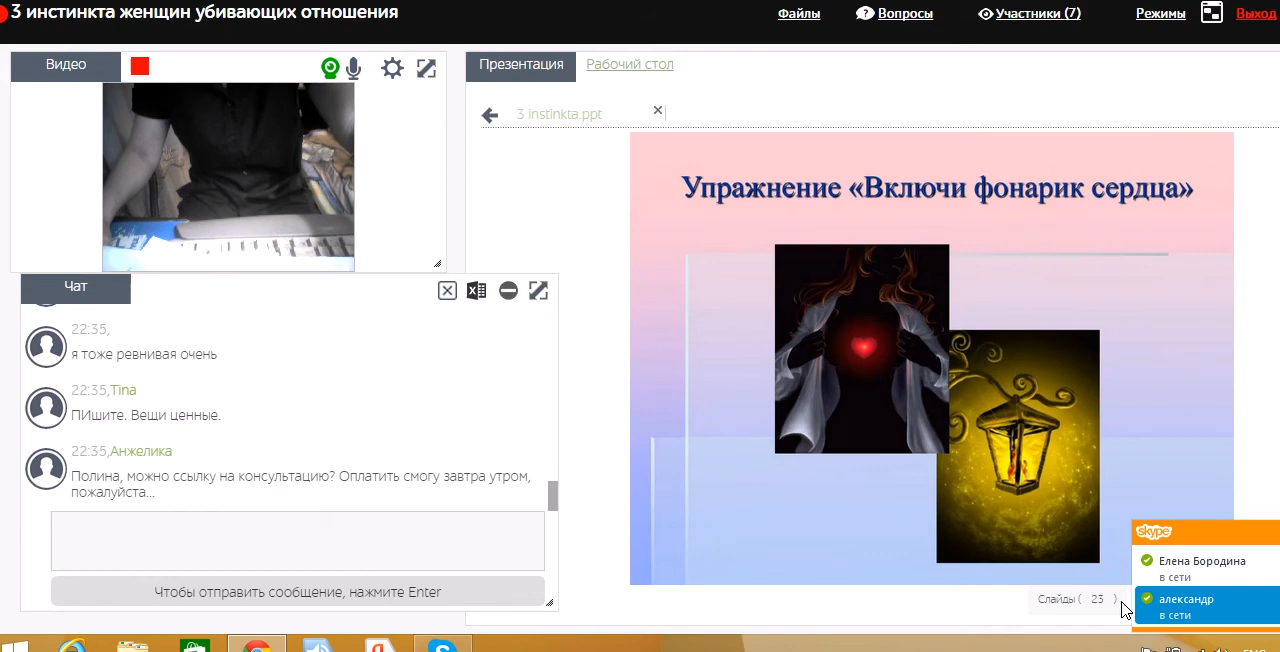 3 инстинкта женщин убивающих отношения
Файлы
Вопросы
Участники (7)
Режимы
Выход
Видео
Презентация
Рабочий стол
3 instinkta.ppt
Упражнение «Включи фонарик сердца»
Чат
22:35,
я тоже ревнивая очень
22:35,Tina
ПИшите. Вещи ценные.
22:35,Анжелика
Полина, можно ссылку на консультацию? Оплатить смогу завтра утром,
пожалуйста...
Чтобы отправить сообщение, нажмите Enter
Слайды ( 23 )
skype
Елена Бородина
в сети
александр
в сети